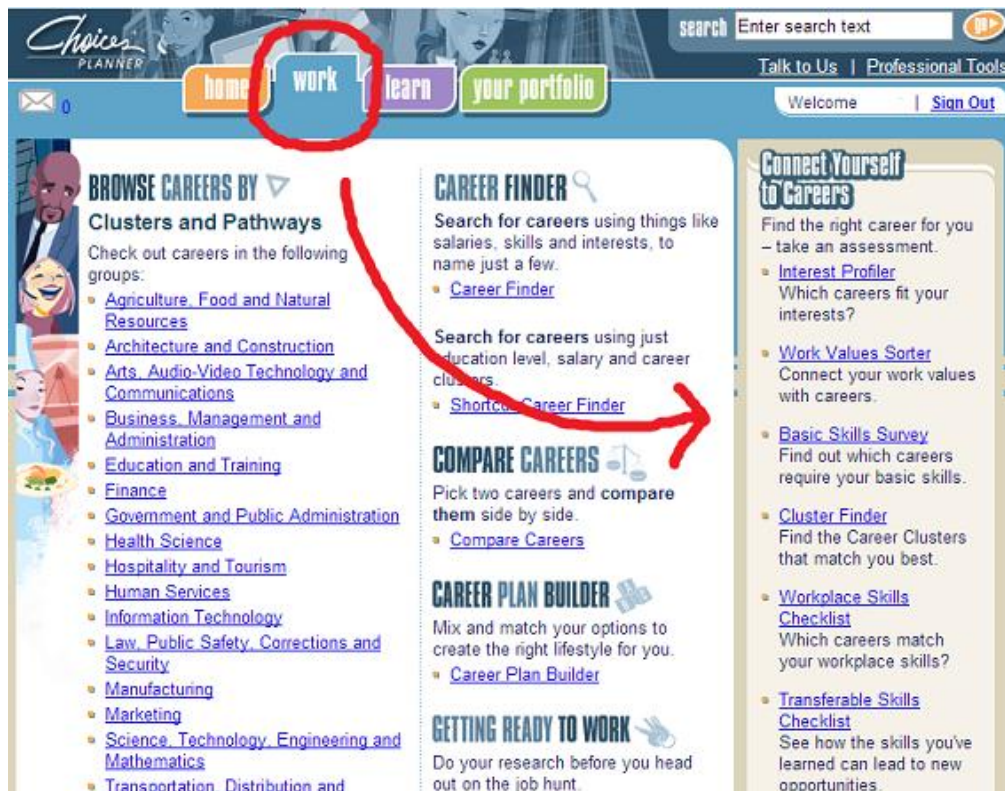 Choices
PLANNER
search Enter search text GO
Talk to Us | Professional Tools
home work learn your portfolio
0
Welcome | Sign Out
BROWSE CAREERS BY
Clusters and Pathways
Check out careers in the following
groups:
Agriculture, Food and Natural
Resources
Architecture and Construction
Arts, Audio-Video Technology and
Communications
Business, Management and
Administration
Education and Training
Finance
Government and Public Administration
Health Science
Hospitality and Tourism
Human Services
Information Technology
Law, Public Safety, Corrections and
Security
Manufacturing
Marketing
Science, Technology, Engineering and
Mathematics
Transportation, Distribution and
CAREER FINDER
Search for careers using things like
salaries, skills and interests, to
name just a few.
Career Finder
Search for careers using just
education level, salary and career
clusters.
Shortcut Career Finder
COMPARE CAREERS
Pick two careers and compare
them side by side.
Compare Careers
CAREER PLAN BUILDER
Mix and match your options to
create the right lifestyle for you.
Career Plan Builder
GETTING READY TO WORK
Do your research before you head
out on the job hunt.
Connect Yourself
to Careers
Find the right career for you
– take an assessment.
Interest Profiler
Which careers fit your
interests?
Work Values Sorter
Connect your work values
with careers.
Basic Skills Survey
Find out which careers
require your basic skills.
Cluster Finder
Find the Career Clusters
that match you best.
Workplace Skills
Checklist
Which careers match
your workplace skills?
Transferable Skills
Checklist
See how the skills you've
learned can lead to new
opportunities.